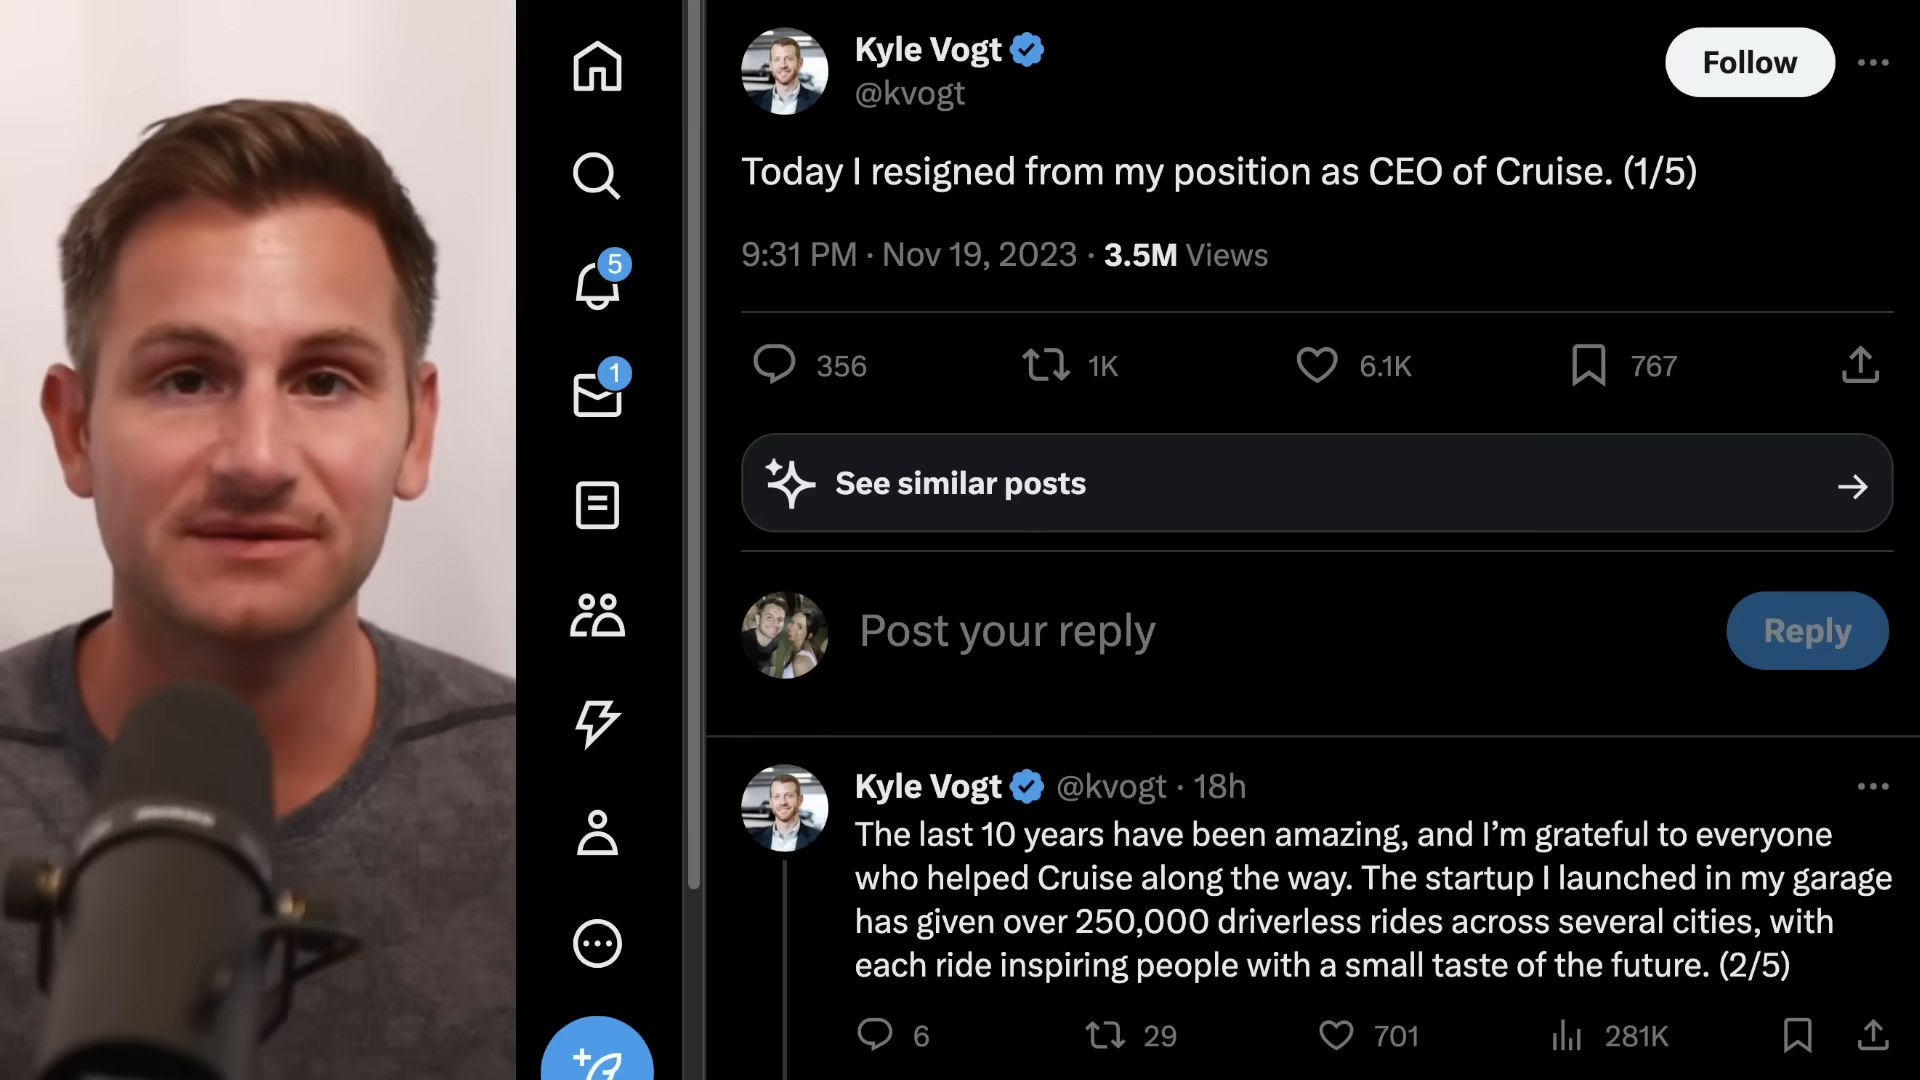 5
1
Kyle Vogt
@kvogt
Follow
Today I resigned from my position as CEO of Cruise. (1/5)
9:31 PM · Nov 19, 2023 · 3.5M Views
356 1K 6.1K 767
See similar posts
Post your reply
Reply
Kyle Vogt @kvogt · 18h
The last 10 years have been amazing, and I’m grateful to everyone
who helped Cruise along the way. The startup I launched in my garage
has given over 250,000 driverless rides across several cities, with
each ride inspiring people with a small taste of the future. (2/5)
6 29 701 281K